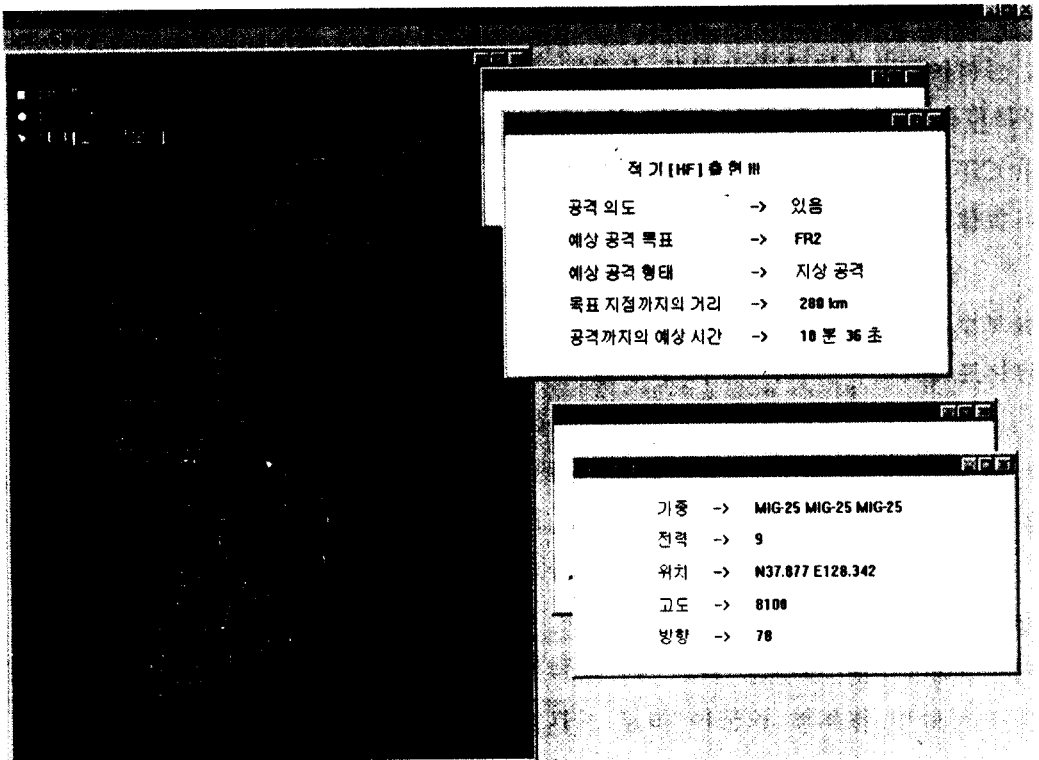 적기[HF]출현!!!
공격 의도 -> 있음
예상 공격 목표 -> FR2
예상 공격 형태 -> 지상 공격
목표 지점까지의 거리 -> 280 km
공격까지의 예상 시간 -> 10 분 36 초
기종 -> MIG-25 MIG-25 MIG-25
전력 -> 9
위치 -> N37.877 E128.342
고도 -> 8100
방향 -> 78